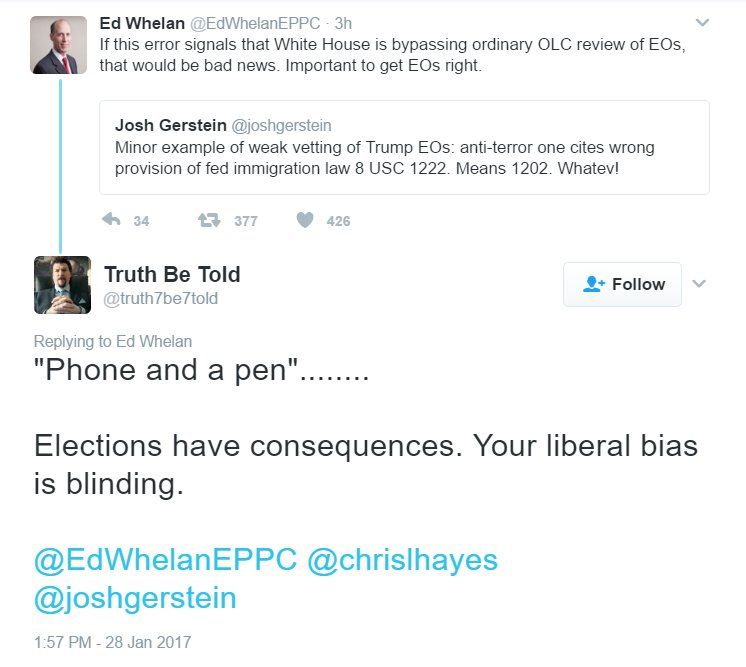 Ed Whelan @EdWhelanEPPC · 3h
If this error signals that White House is bypassing ordinary OLC review of EOs,
that would be bad news. Important to get EOs right.
Josh Gerstein @joshgerstein
Minor example of weak vetting of Trump EOs: anti-terror one cites wrong
provision of fed immigration law 8 USC 1222. Means 1202. Whatev!
34 377 426
Truth Be Told
@truth7be7told
Follow
Replying to Ed Whelan
"Phone and a pen"........
Elections have consequences. Your liberal bias
is blinding.
@EdWhelanEPPC @chrislhayes
@joshgerstein
1:57 PM - 28 Jan 2017